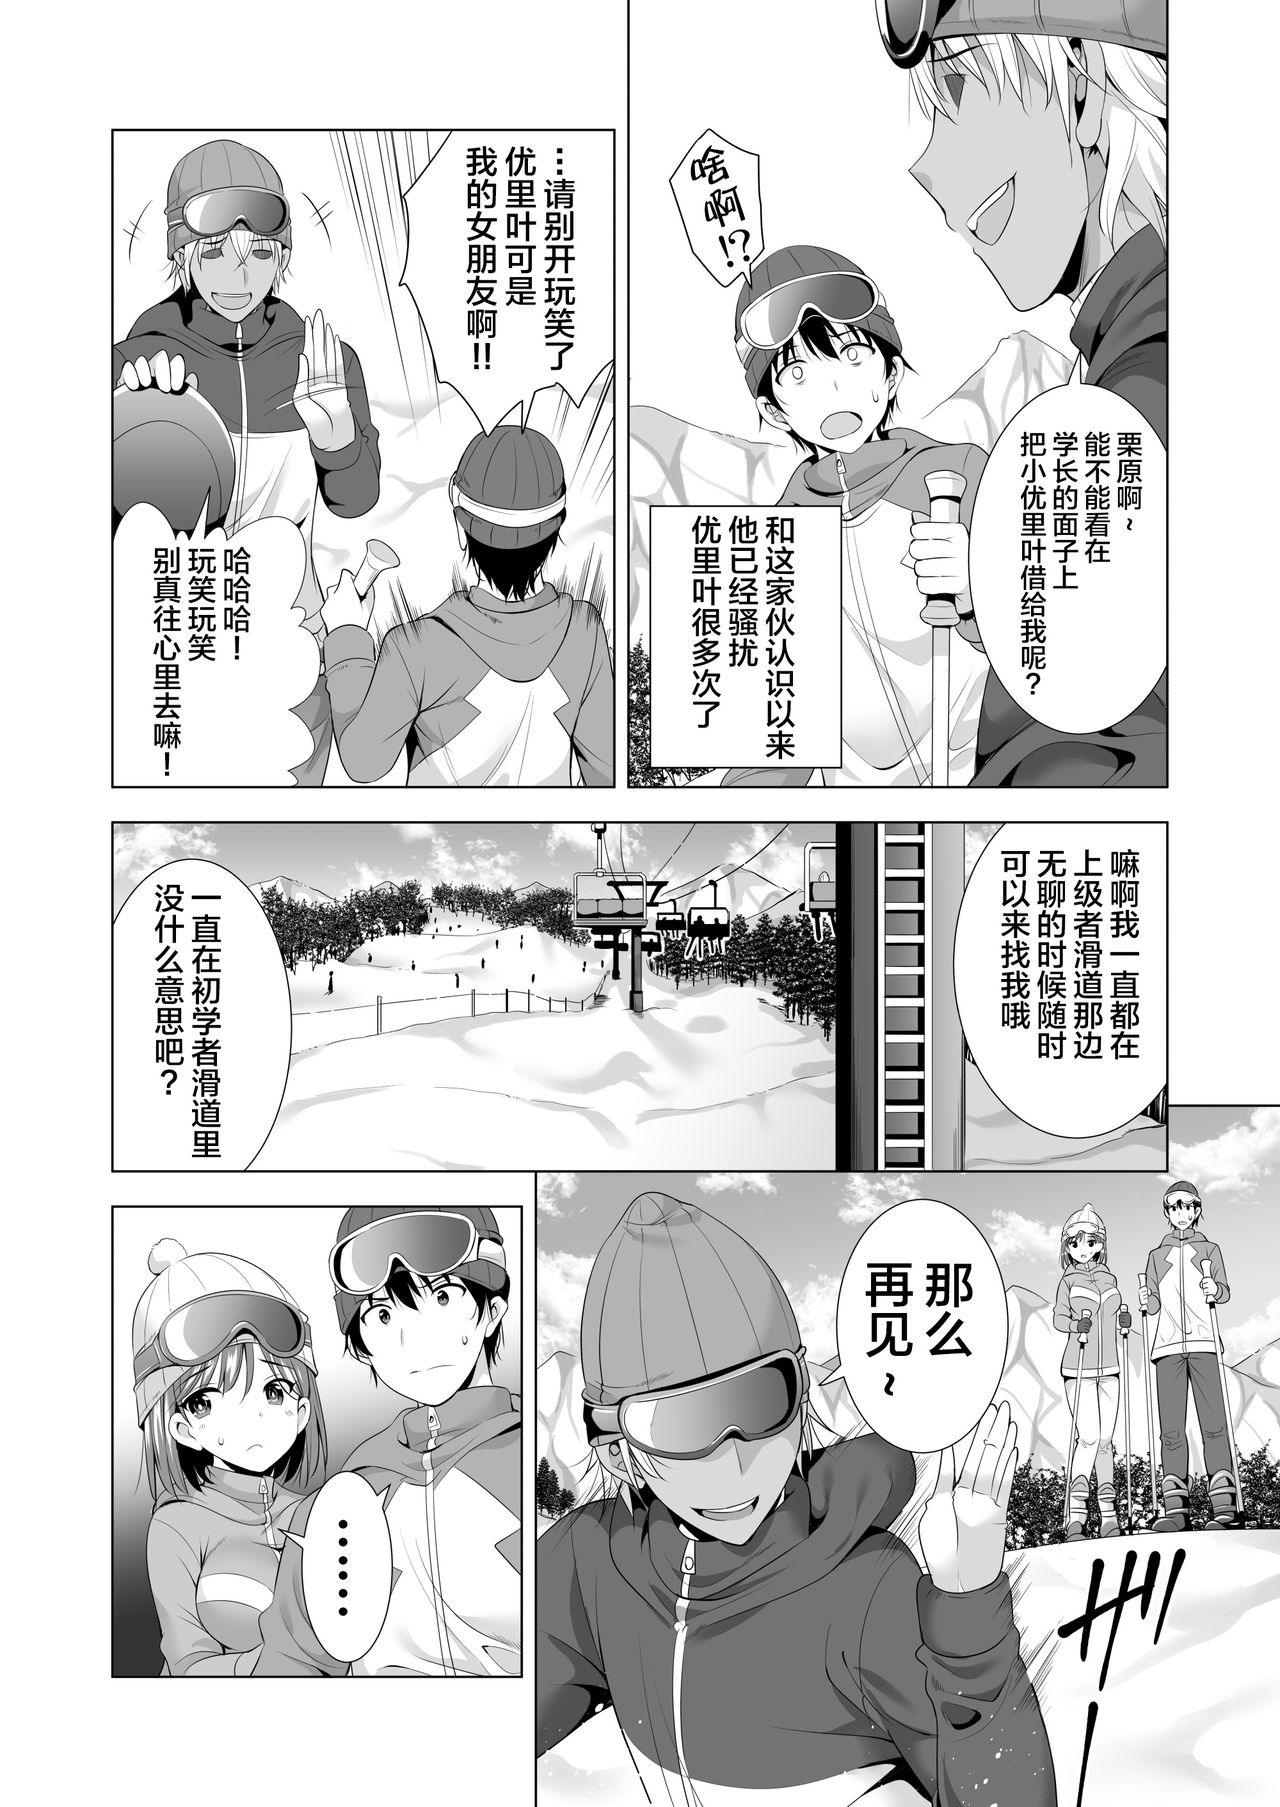 栗原啊~
能不能看在
学长的面子上
把小优里叶借给我呢？
啥啊!?
和这家伙认识以来
他已经骚扰
优里叶很多次了
…请别开玩笑了
优里叶可是
我的女朋友啊!!
哈哈哈！
玩笑玩笑
别真往心里去嘛！
嘛啊我一直都在
上级者滑道那边
无聊的时候随时
可以来找我哦
一直在初学者滑道里
没什么意思吧？
那么
再见~
ザザー
……